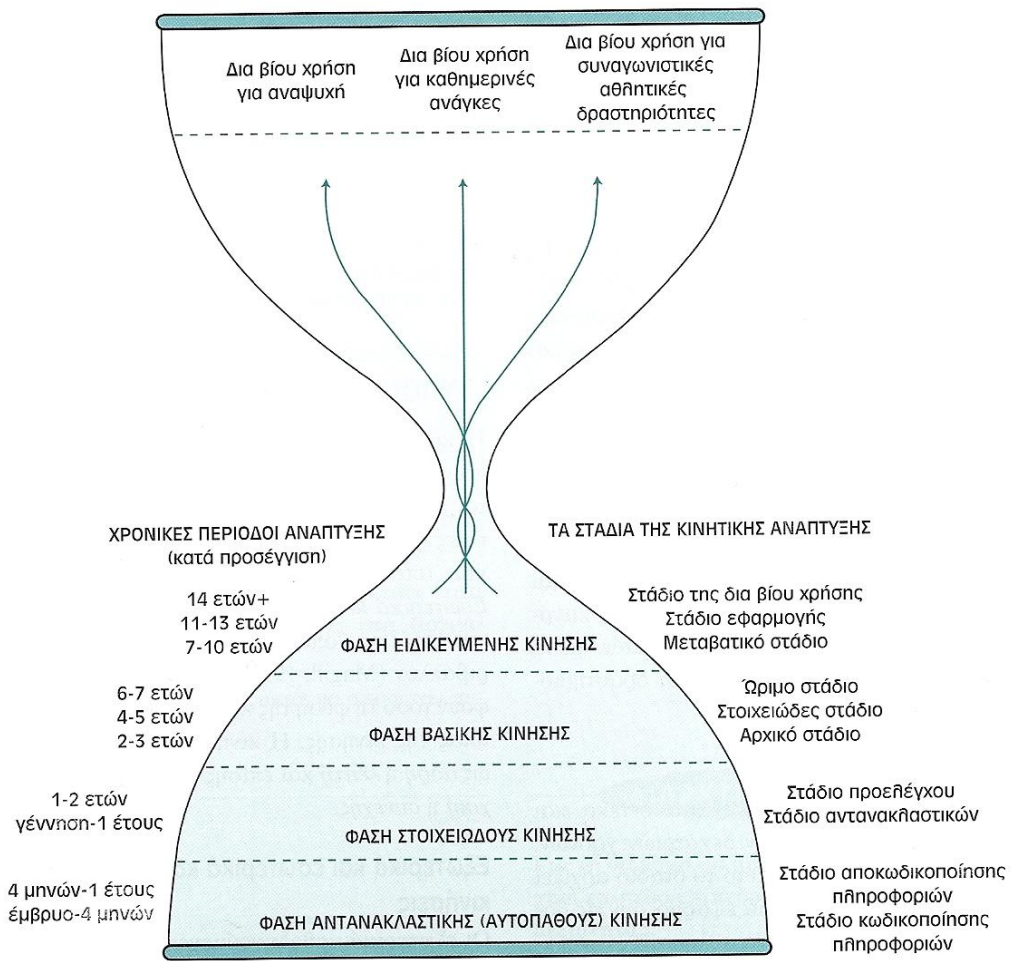 Δια βίου χρήση
για αναψυχή
Δια βίου χρήση
για καθημερινές
ανάγκες
Δια βίου χρήση για
συναγωνιστικές
αθλητικές
δραστηριότητες
ΧΡΟΝΙΚΕΣ ΠΕΡΙΟΔΟΙ ΑΝΑΠΤΥΞΗΣ
(κατά προσέγγιση)
ΤΑ ΣΤΑΔΙΑ ΤΗΣ ΚΙΝΗΤΙΚΗΣ ΑΝΑΠΤΥΞΗΣ
14 ετών+
11-13 ετών
7-10 ετών
ΦΑΣΗ ΕΙΔΙΚΕΥΜΕΝΗΣ ΚΙΝΗΣΗΣ
Στάδιο της δια βίου χρήσης
Στάδιο εφαρμογής
Μεταβατικό στάδιο
6-7 ετών
4-5 ετών
2-3 ετών
ΦΑΣΗ ΒΑΣΙΚΗΣ ΚΙΝΗΣΗΣ
Ώριμο στάδιο
Στοιχειώδες στάδιο
Αρχικό στάδιο
1-2 ετών
γέννηση-1 έτους
ΦΑΣΗ ΣΤΟΙΧΕΙΩΔΟΥΣ ΚΙΝΗΣΗΣ
Στάδιο προελέγχου
Στάδιο αντανακλαστικών
4 μηνών-1 έτους
έμβρυο-4 μηνών
ΦΑΣΗ ΑΝΤΑΝΑΚΛΑΣΤΙΚΗΣ (ΑΥΤΟΠΑΘΟΥΣ) ΚΙΝΗΣΗΣ
Στάδιο αποκωδικοποίησης
πληροφοριών
Στάδιο κωδικοποίησης
πληροφοριών